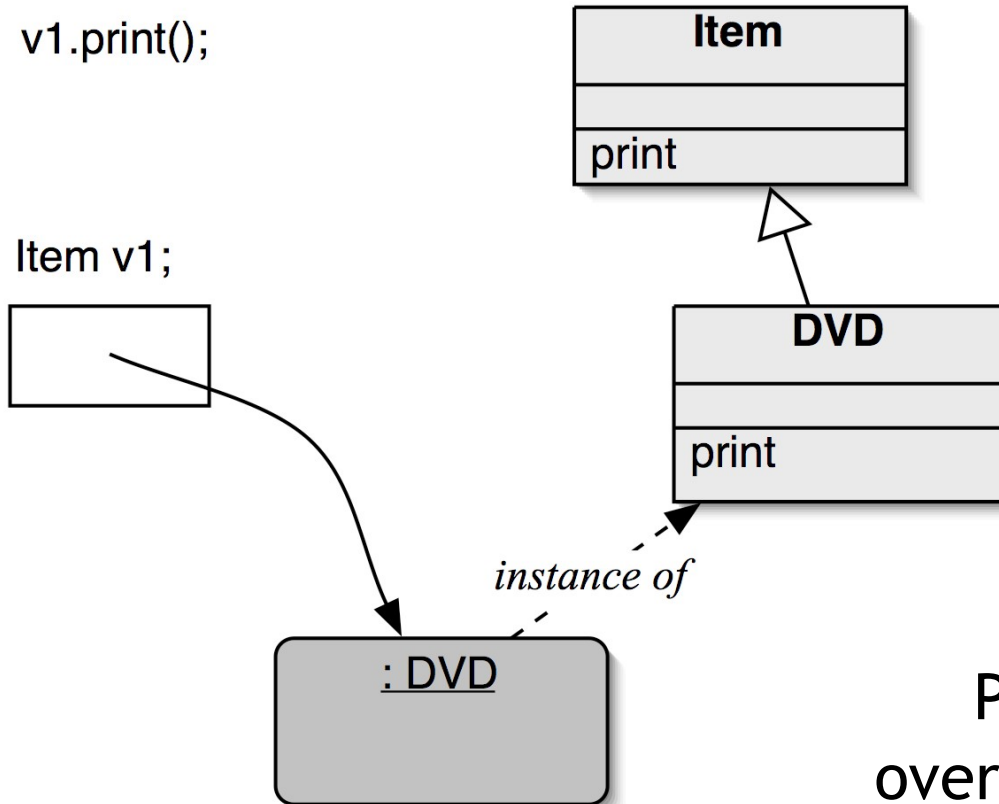 v1.print();
Item
print
Item v1;
DVD
print
instance of
: DVD
P
over